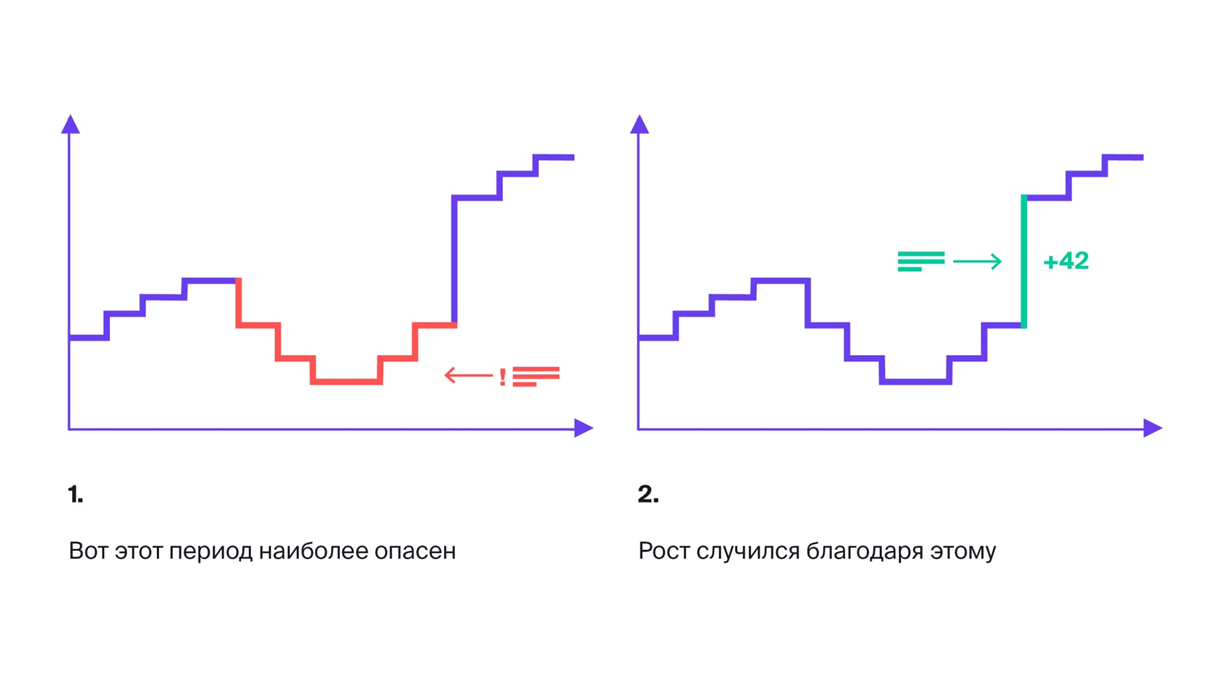 !
+42
1.
Вот этот период наиболее опасен
2.
Рост случился благодаря этому